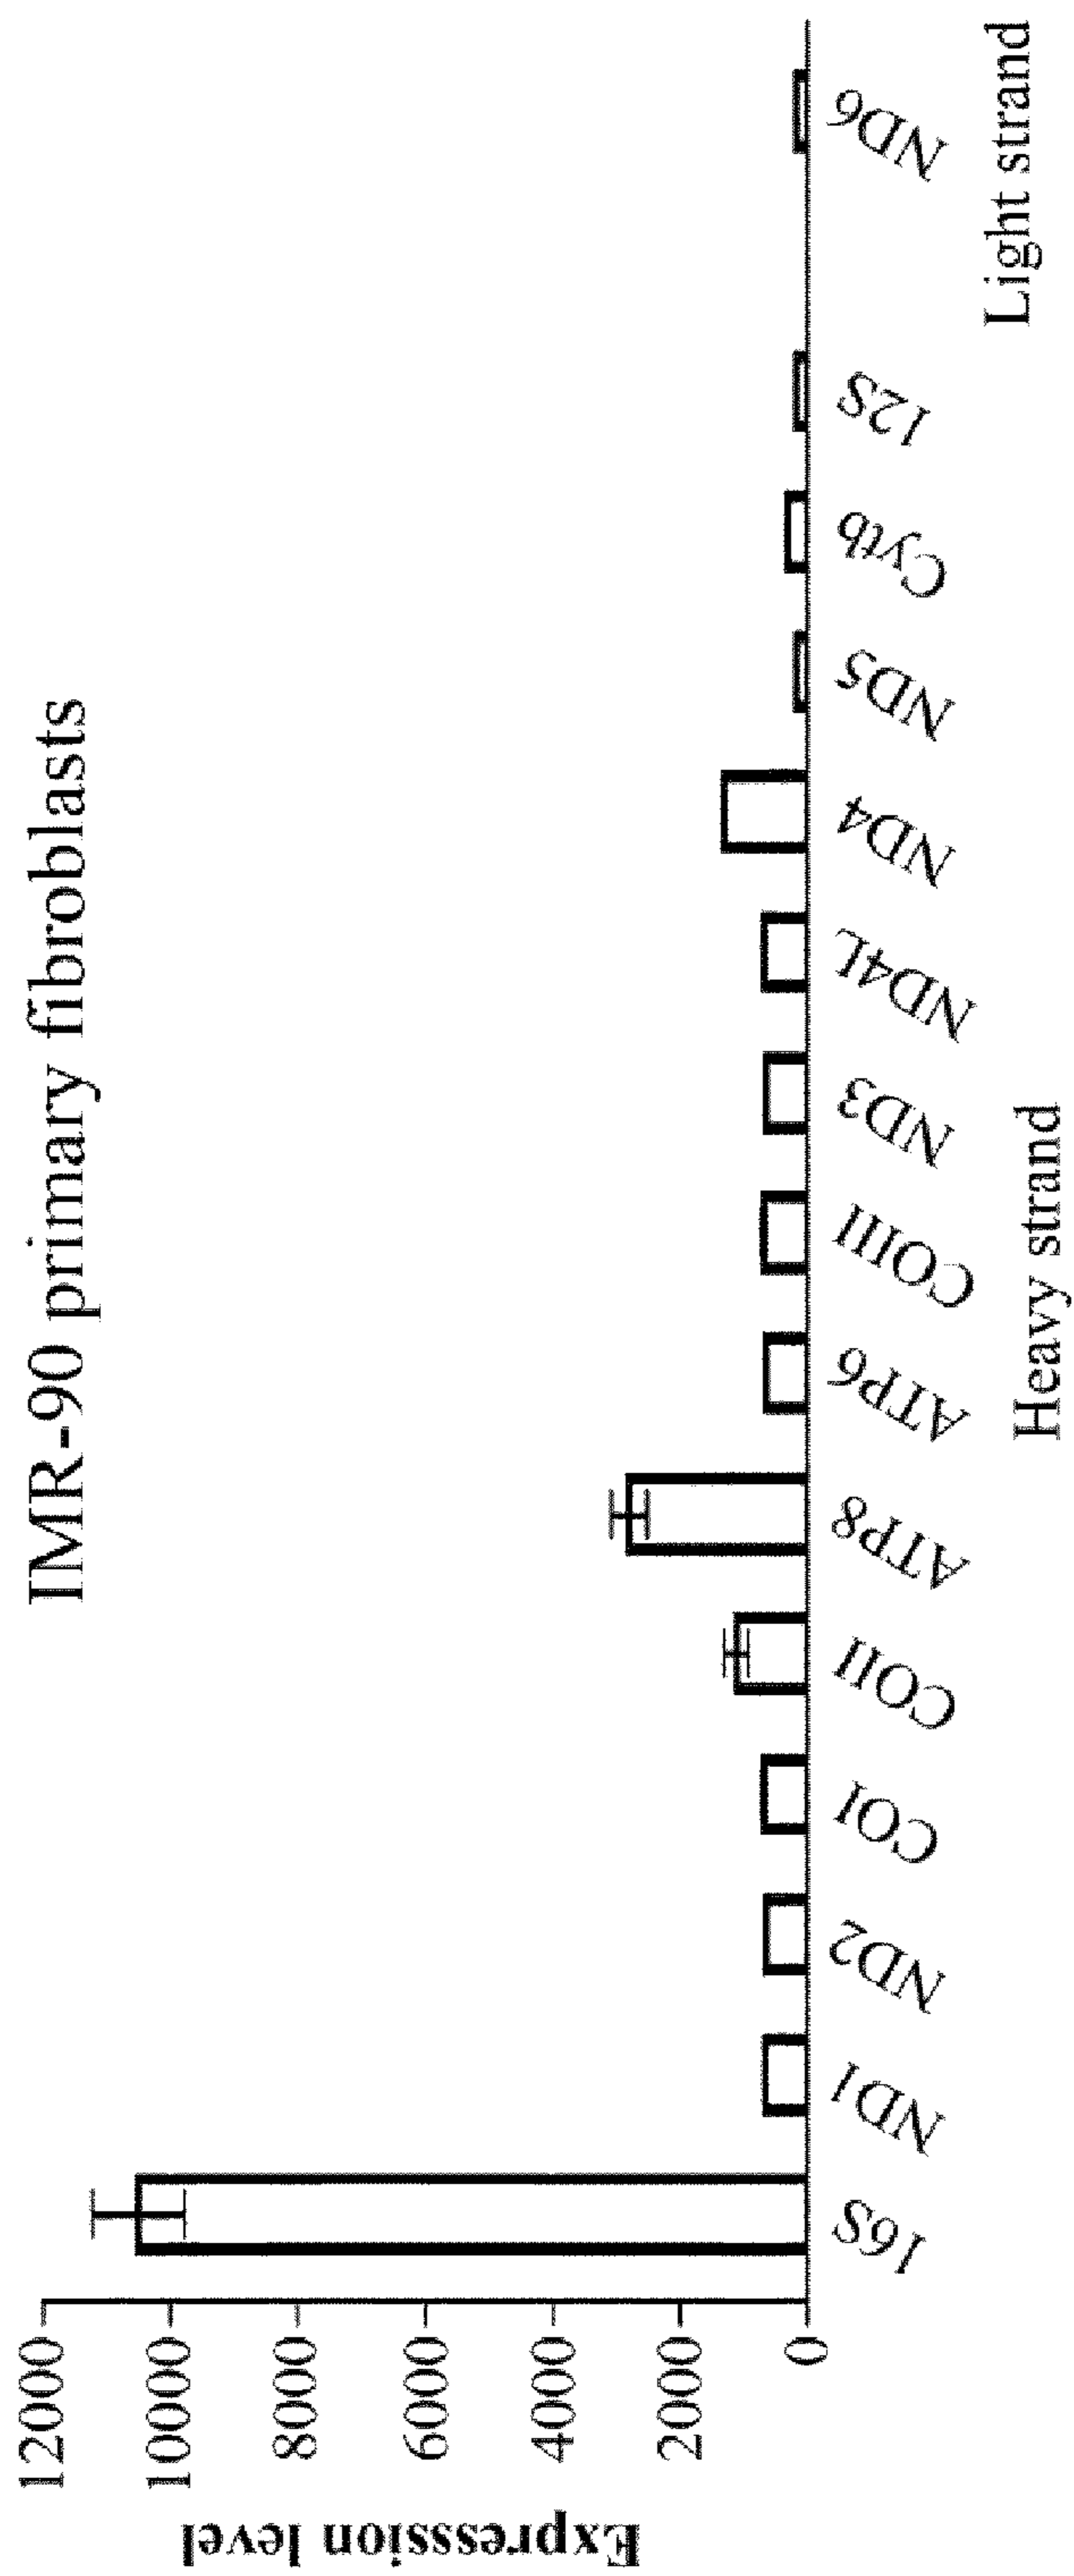 IMR-90 primary fibroblasts
Expresssion level
12000
10000
8000
6000
4000
2000
0
16S
ND1
ND2
COI
COII
ATP8
ATP6
COIII
ND3
ND4L
ND4
ND5
Cytb
12S
ND6
Heavy strand
Light strand